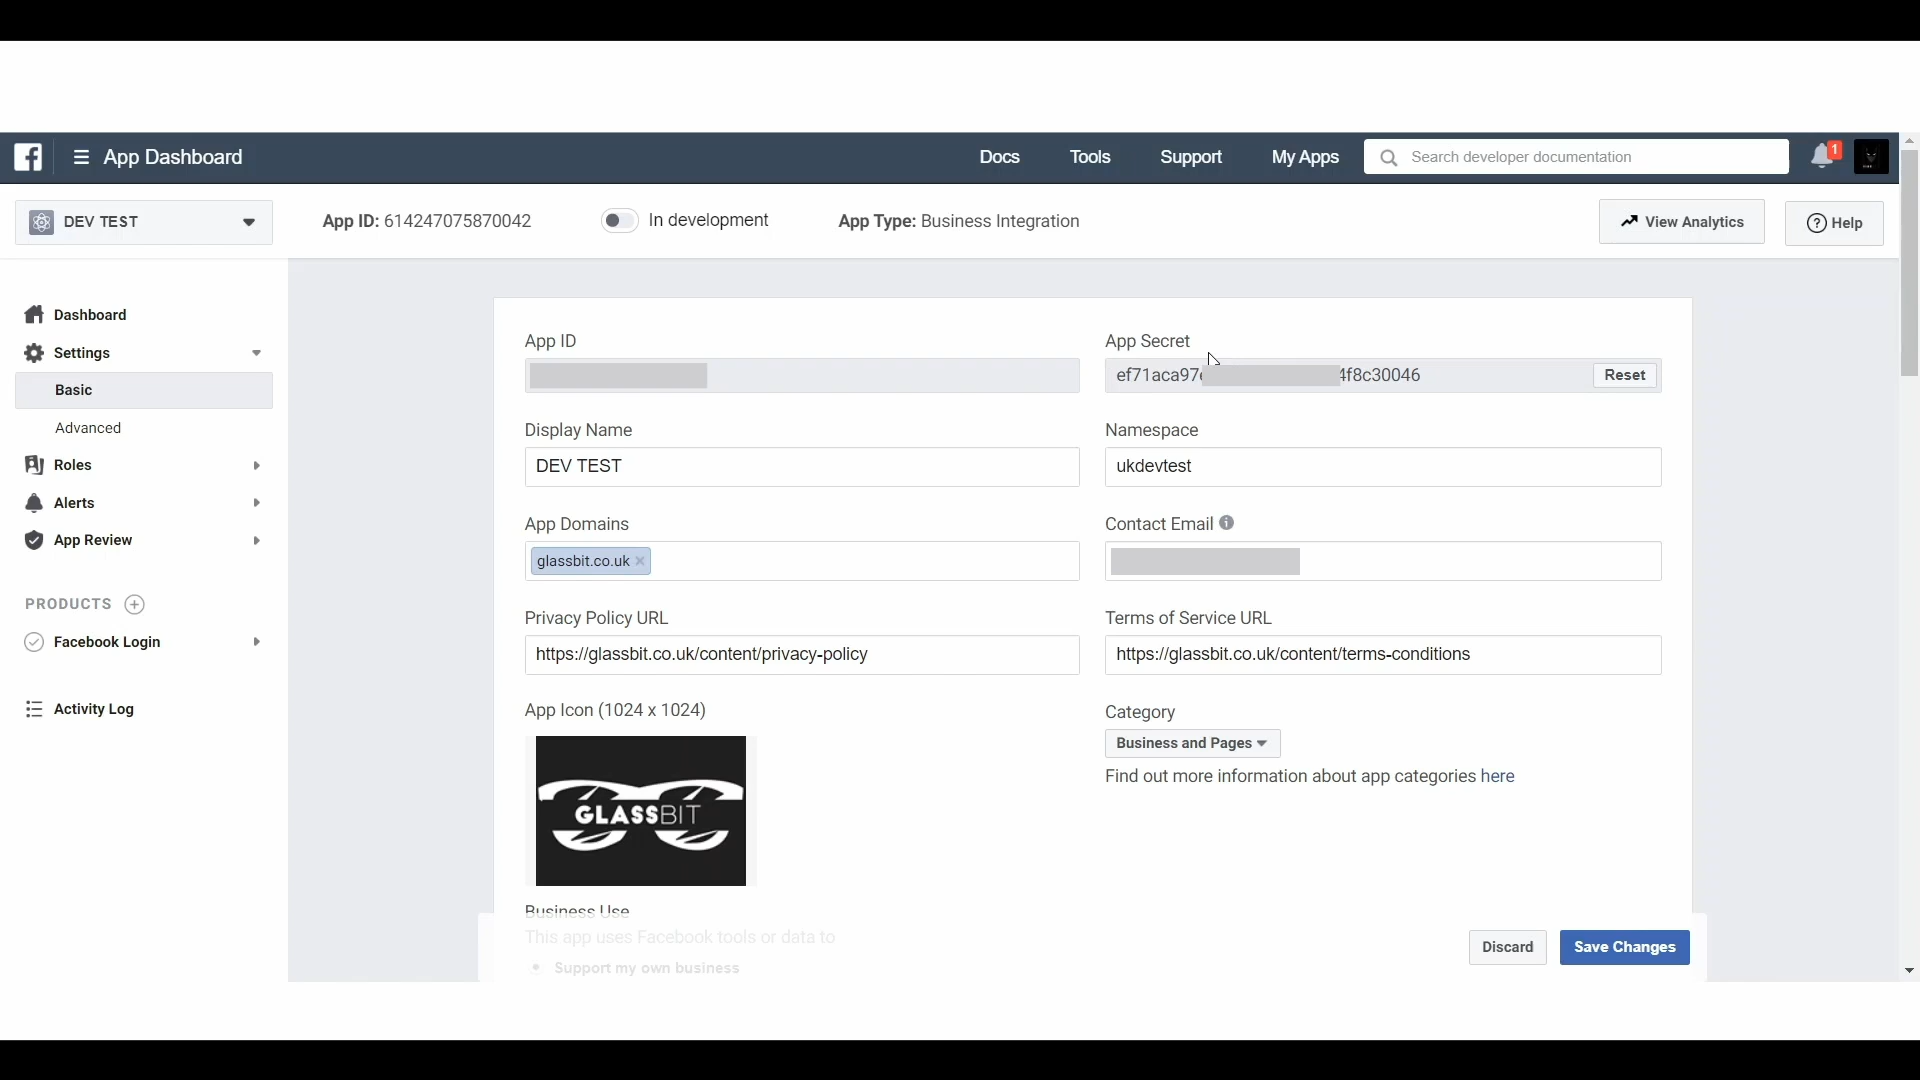 App Dashboard
Docs
Tools
Support
My Apps
Search developer documentation
1
DEV TEST
App ID: 614247075870042
In development
App Type: Business Integration
View Analytics
Help
Dashboard
Settings
Basic
Advanced
Roles
Alerts
App Review
PRODUCTS
Facebook Login
Activity Log
App ID
App Secret
ef71aca97
4f8c30046
Reset
Display Name
DEV TEST
Namespace
ukdevtest
App Domains
glassbit.co.uk
Contact Email
Privacy Policy URL
https://glassbit.co.uk/content/privacy-policy
Terms of Service URL
https://glassbit.co.uk/content/terms-conditions
App Icon (1024 x 1024)
GLASSBIT
Category
Business and Pages
Find out more information about app categories here
Business Use
This app uses Facebook tools or data to
Support my own business
Discard
Save Changes